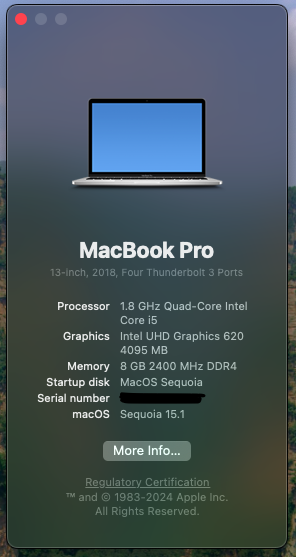 MacBook Pro
13-inch, 2018, Four Thunderbolt 3 Ports
Processor 1.8 GHz Quad-Core Intel
Core i5
Graphics Intel UHD Graphics 620
4095 MB
Memory 8 GB 2400 MHz DDR4
Startup disk MacOS Sequoia
Serial number
macOS Sequoia 15.1
More Info...
Regulatory Certification
™ and © 1983-2024 Apple Inc.
All Rights Reserved.